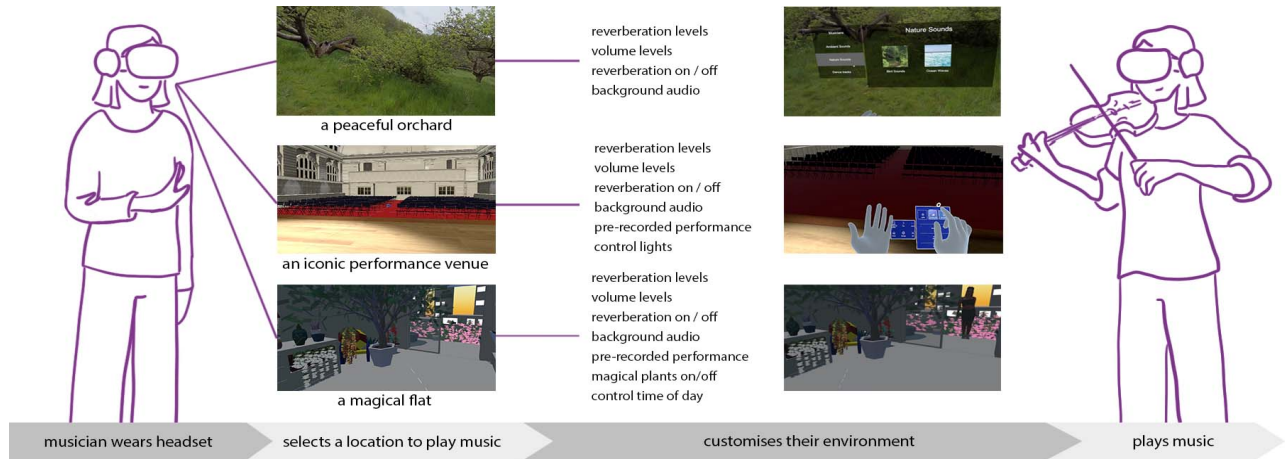 reverberation levels
volume levels
reverberation on / off
background audio
Nature Sounds
Ambient Sounds
Nature Sounds
Dance tracks
Bird Sounds
Ocean Waves
a peaceful orchard
reverberation levels
volume levels
reverberation on / off
background audio
pre-recorded performance
control lights
an iconic performance venue
reverberation levels
volume levels
reverberation on / off
background audio
pre-recorded performance
magical plants on/off
control time of day
a magical flat
musician wears headset
selects a location to play music
customises their environment
plays music